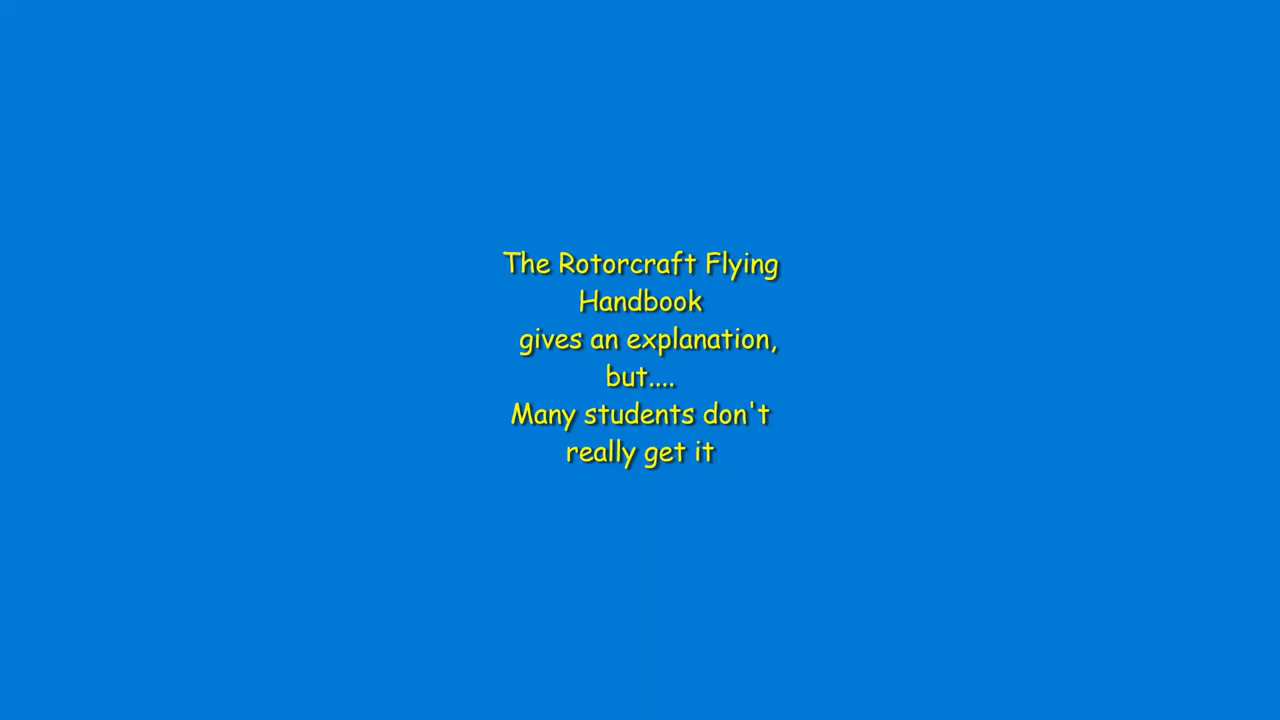 The Rotorcraft Flying
Handbook
gives an explanation,
but....
Many students don't
really get it